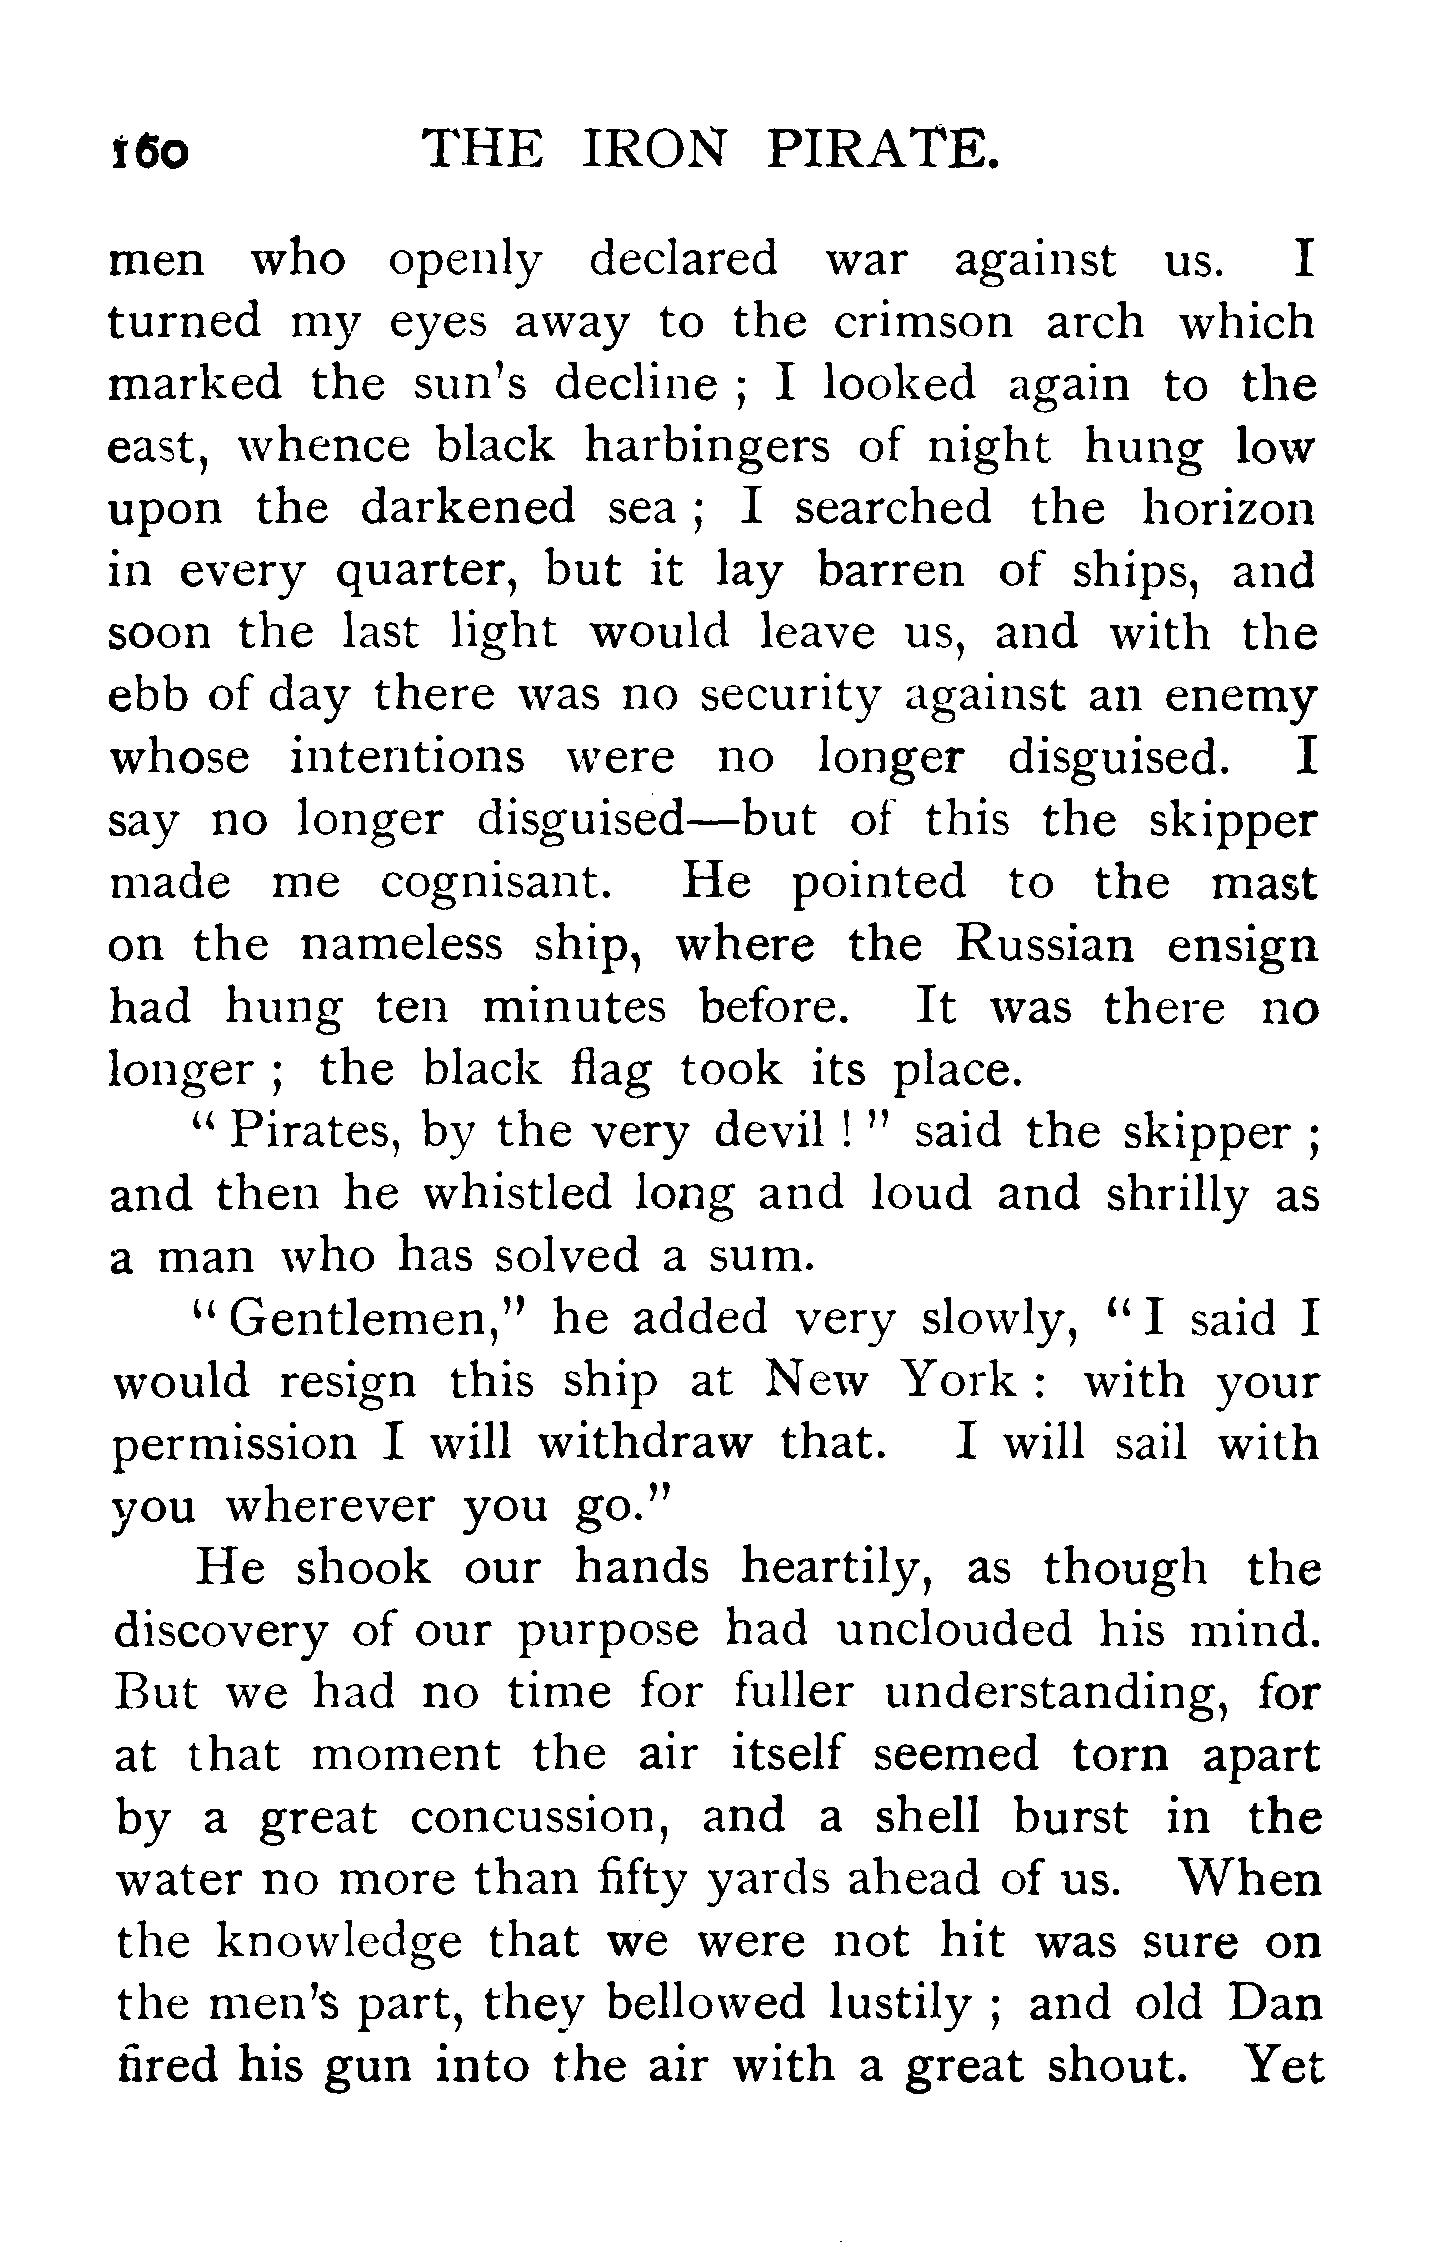 160 THE IRON PIRATE.
men who openly declared war against us. I
turned my eyes away to the crimson arch which
marked the sun's decline ; I looked again to the
east, whence black harbingers of night hung low
upon the darkened sea ; I searched the horizon
in every quarter, but it lay barren of ships, and
soon the last light would leave us, and with the
ebb of day there was no security against an enemy
whose intentions were no longer disguised. I
say no longer disguised—but of this the skipper
made me cognisant. He pointed to the mast
on the nameless ship, where the Russian ensign
had hung ten minutes before. It was there no
longer ; the black flag took its place.
“ Pirates, by the very devil ! ” said the skipper ;
and then he whistled long and loud and shrilly as
a man who has solved a sum.
“ Gentlemen,” he added very slowly, “ I said I
would resign this ship at New York : with your
permission I will withdraw that. I will sail with
you wherever you go.”
He shook our hands heartily, as though the
discovery of our purpose had unclouded his mind.
But we had no time for fuller understanding, for
at that moment the air itself seemed torn apart
by a great concussion, and a shell burst in the
water no more than fifty yards ahead of us. When
the knowledge that we were not hit was sure on
the men's part, they bellowed lustily ; and old Dan
fired his gun into the air with a great shout. Yet